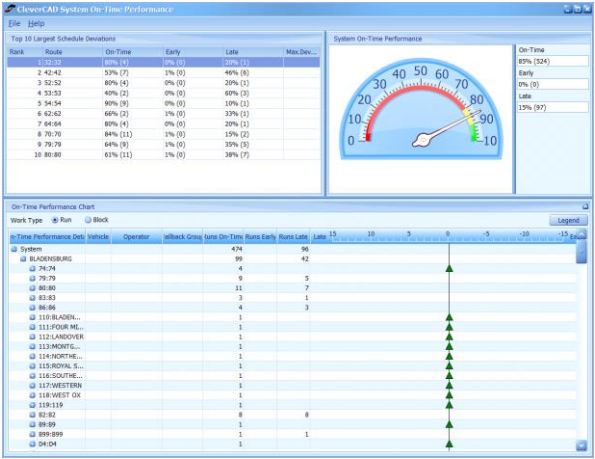 CleverCAD System On-Time Performance
File Help
Top 10 Largest Schedule Deviations
Rank Route On-Time Early Late Max.Dev...
1 32:32 80% (4) 0% (0) 20% (1)
2 42:42 53% (7) 1% (0) 46% (6)
3 52:52 80% (4) 0% (0) 20% (1)
4 53:53 40% (2) 0% (0) 60% (3)
5 54:54 90% (9) 0% (0) 10% (1)
6 62:62 66% (2) 1% (0) 33% (1)
7 64:64 80% (4) 0% (0) 20% (1)
8 70:70 84% (11) 1% (0) 15% (2)
9 79:79 64% (9) 1% (0) 35% (5)
10 80:80 61% (11) 1% (0) 38% (7)
System On-Time Performance
0 10 20 30 40 50 60 70 80 90 10
On-Time
85% (524)
Early
0% (0)
Late
15% (97)
On-Time Performance Chart
Work Type Run Block
Legend
n-Time Performance Deta Vehicle Operator allback Group Runs On-Time Runs Early Runs Late Late 15 10 5 0 -5 -10 -15
System 474 96
BLADENSBURG 99 42
74:74 4
79:79 9 5
80:80 11 7
83:83 3 1
86:86 4 3
110:BLADEN... 1
111:FOUR MI... 1
112:LANDOVER 1
113:MONTG... 1
114:NORTHE... 1
115:ROYAL S... 1
116:SOUTHE... 1
117:WESTERN 1
118:WEST OX 1
119:119 1
82:82 8 8
89:89 1
899:899 1 1
D4:D4 1